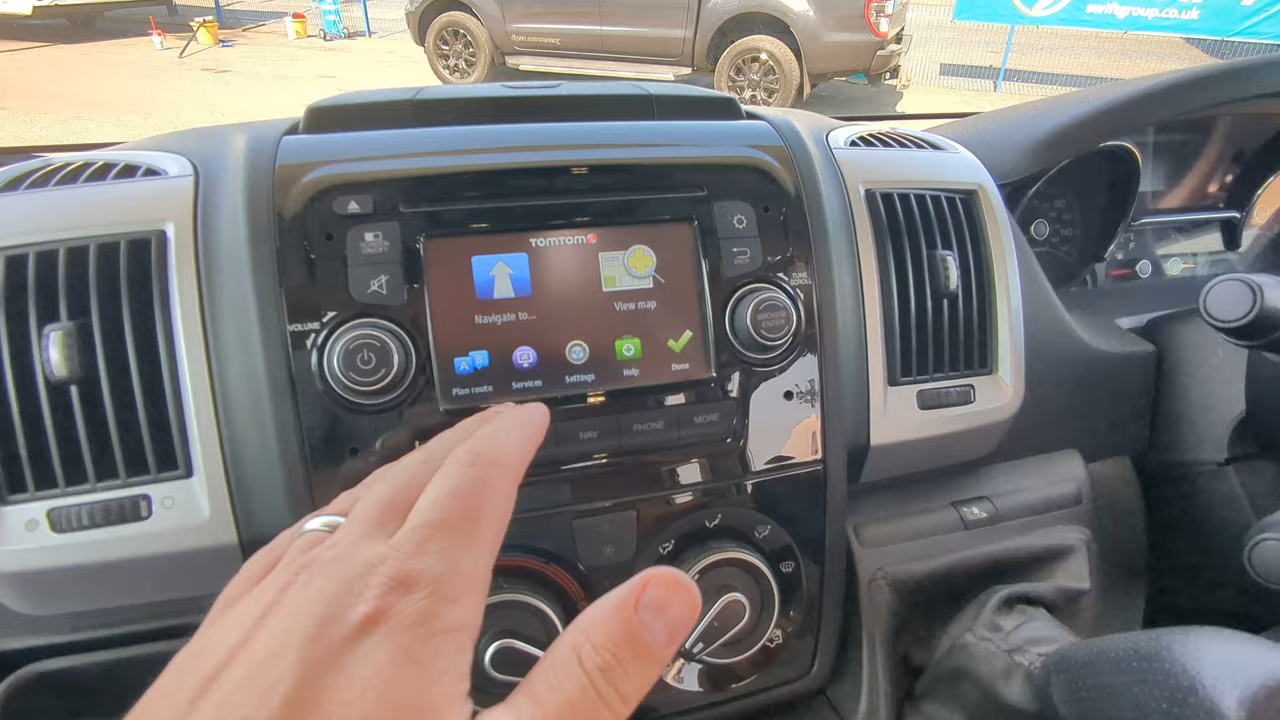 swiftgroup.co.uk
TOMTOM
SCREEN
ON/OFF
BACK
TUNE
SCROLL
VOLUME
BROWSE
ENTER
Navigate to...
View map
Plan route
Services
Settings
Help
Done
NAV
PHONE
MORE
F